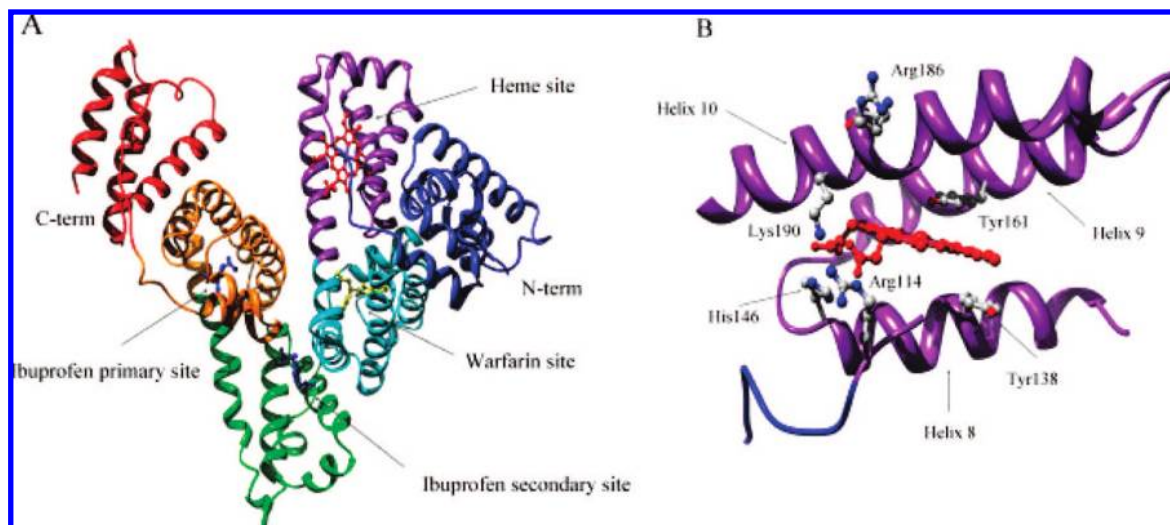 A
Heme site
C-term
N-term
Ibuprofen primary site
Warfarin site
Ibuprofen secondary site
B
Arg186
Helix 10
Lys190
Tyr161
Helix 9
Arg114
His146
Tyr138
Helix 8